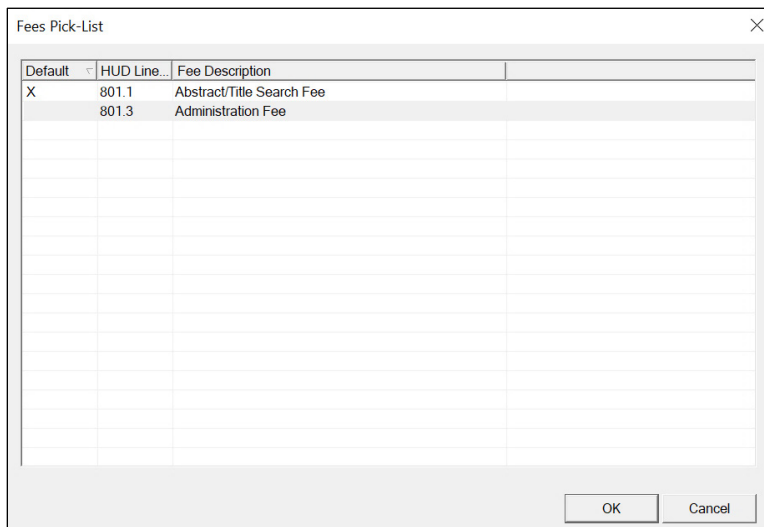 Fees Pick-List
Default HUD Line... Fee Description
X 801.1 Abstract/Title Search Fee
801.3 Administration Fee
OK Cancel